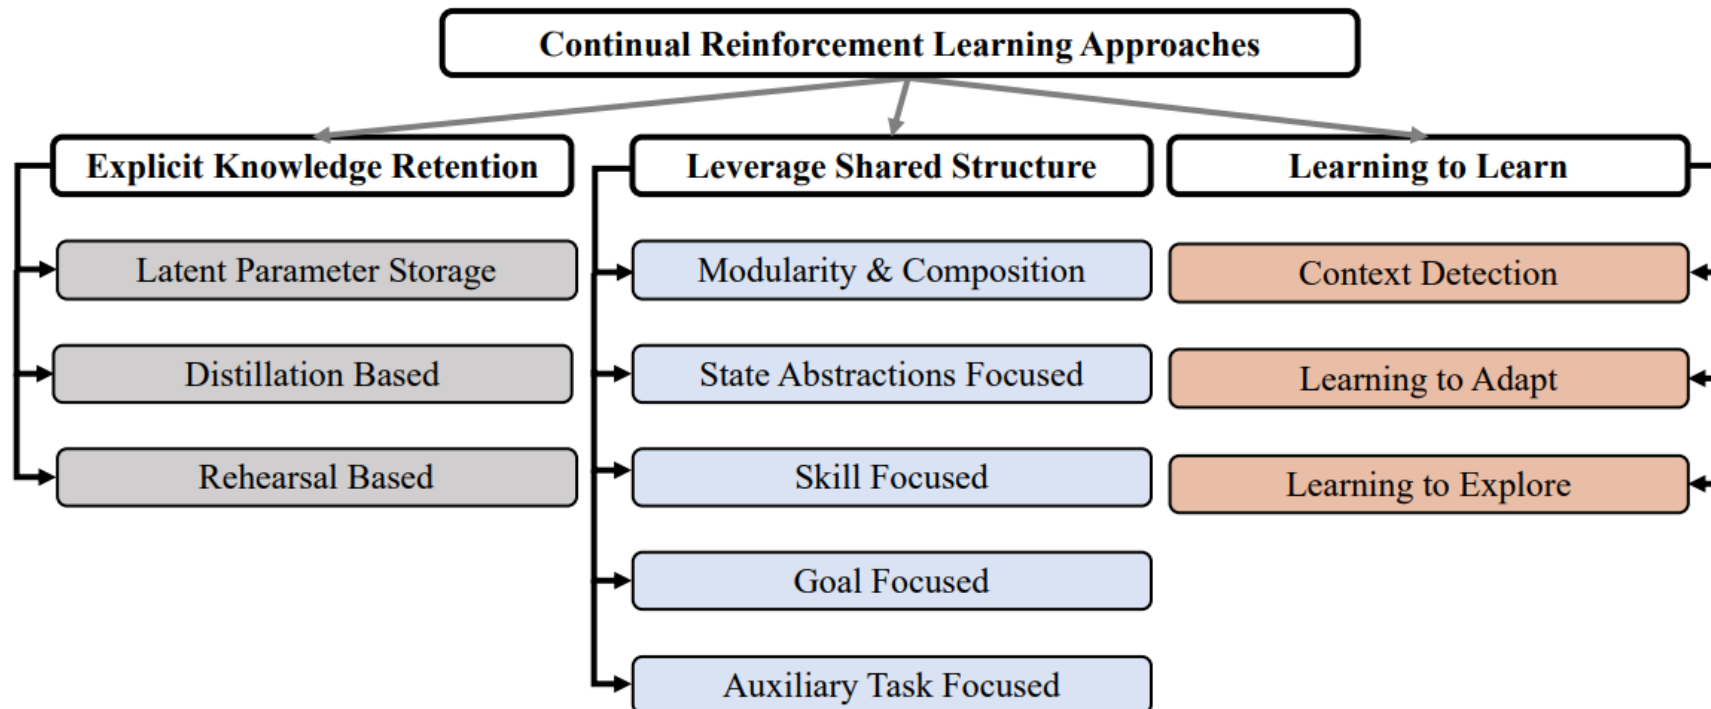 Continual Reinforcement Learning Approaches
Explicit Knowledge Retention
Latent Parameter Storage
Distillation Based
Rehearsal Based
Leverage Shared Structure
Modularity & Composition
State Abstractions Focused
Skill Focused
Goal Focused
Auxiliary Task Focused
Learning to Learn
Context Detection
Learning to Adapt
Learning to Explore